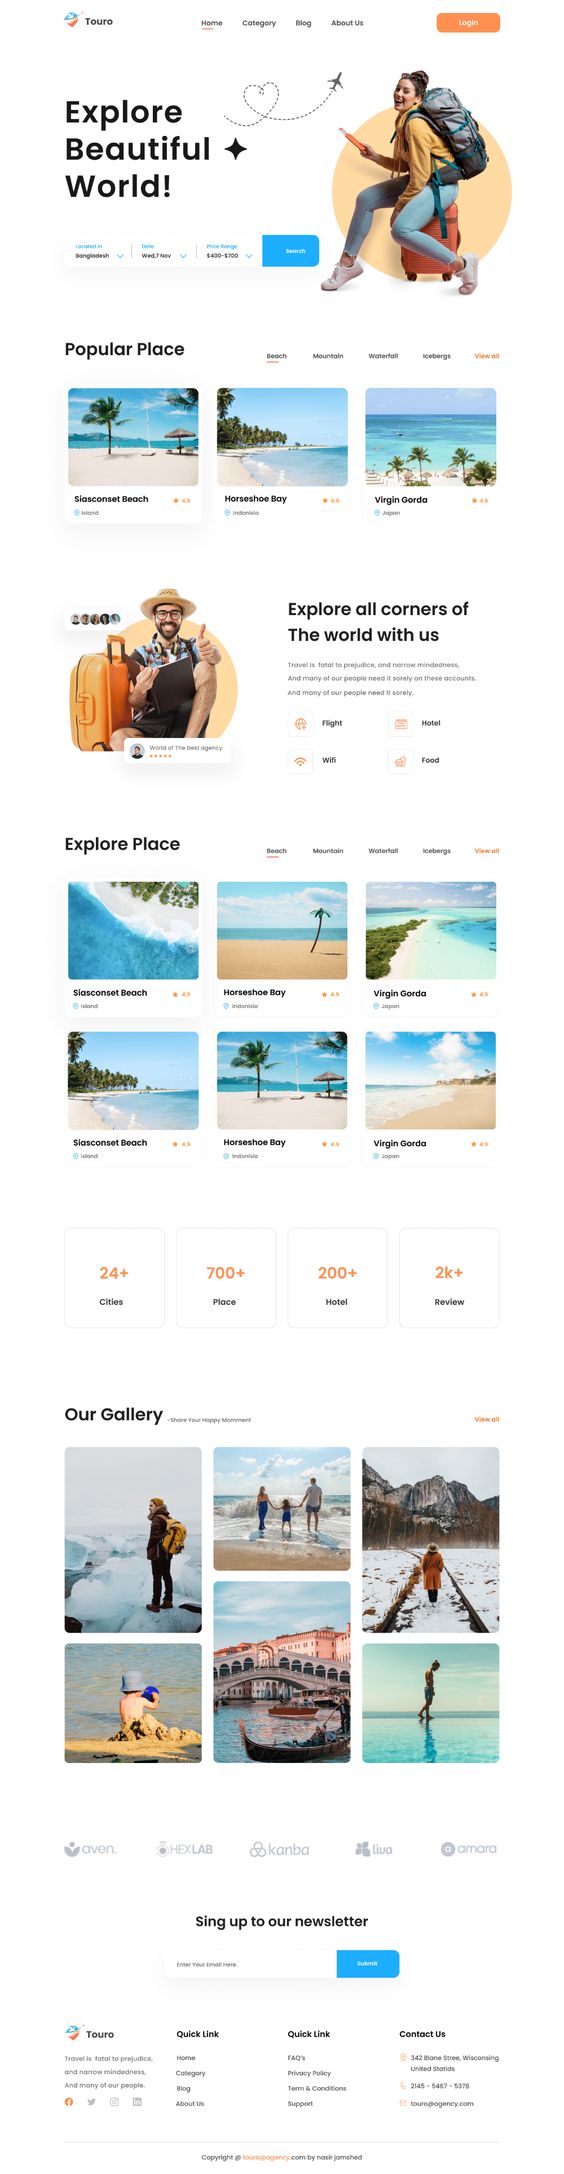 Touro
Home Category Blog About Us
Login
Explore
Beautiful
World!
Located in Date Price Range
Bangladesh Wed,7 Nov $400-$700
Search
Popular Place
Beach Mountain Waterfall Icebergs View all
Siasconset Beach 4.9
Island
Horseshoe Bay 4.9
Indonisia
Virgin Gorda 4.9
Japan
Explore all corners of
The world with us
Travel is fatal to prejudice, and narrow mindedness,
And many of our people need it sorely on these accounts.
And many of our people need it sorely.
World of The best agency
Flight Hotel
Wifi Food
Explore Place
Beach Mountain Waterfall Icebergs View all
Siasconset Beach 4.9
Island
Horseshoe Bay 4.9
Indonisia
Virgin Gorda 4.9
Japan
Siasconset Beach 4.9
Island
Horseshoe Bay 4.9
Indonisia
Virgin Gorda 4.9
Japan
24+ 700+ 200+ 2k+
Cities Place Hotel Review
Our Gallery -Share Your Happy Momment View all
aven. HEXLAB kanba liva amara
Sing up to our newsletter
Enter Your Email Here.
Submit
Touro
Travel is fatal to prejudice,
and narrow mindedness,
And many of our people.
Quick Link
Home
Category
Blog
About Us
Quick Link
FAQ's
Privacy Policy
Term & Conditions
Support
Contact Us
342 Blane Stree, Wisconsing
United Statids
2145 - 5467 - 5378
touro@agency.com
Copyright @ touro@agency.com by nasir jamshed